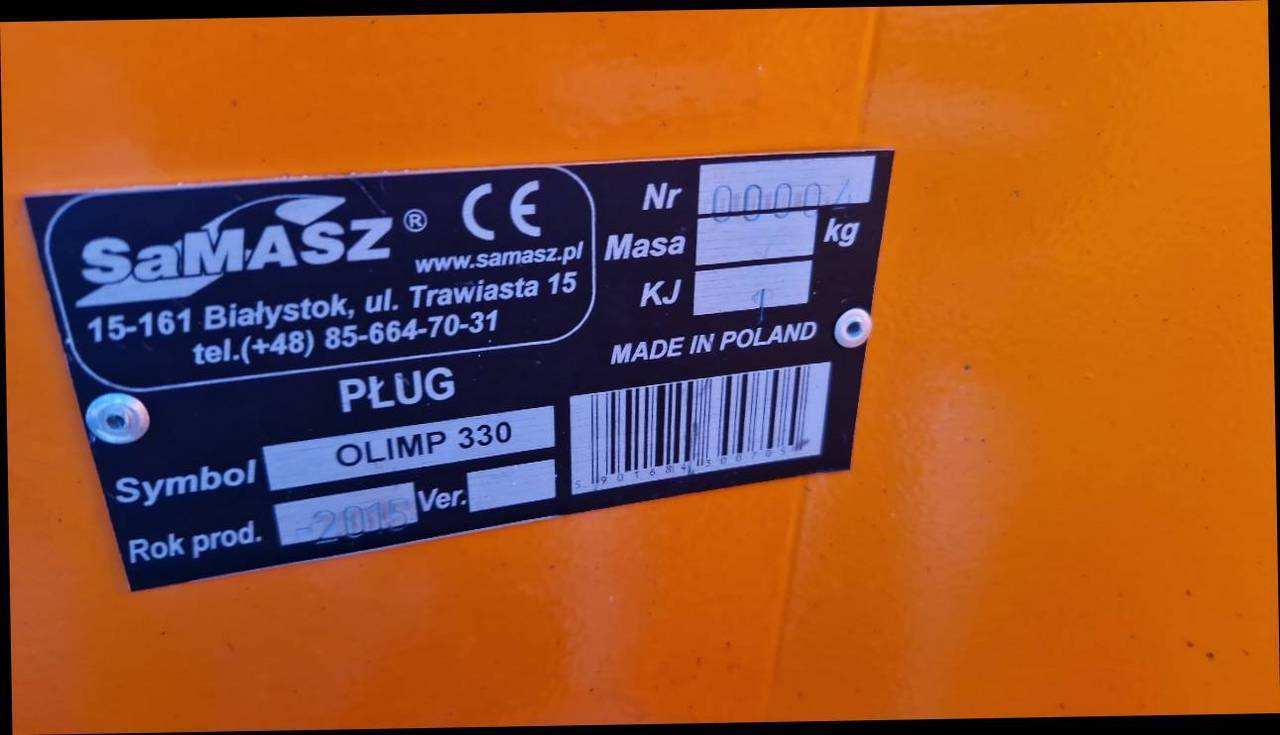 SaMASZ ® CE
www.samasz.pl
15-161 Białystok, ul. Trawiasta 15
tel.(+48) 85-664-70-31
Nr 00004
Masa kg
KJ 1
MADE IN POLAND
PŁUG
Symbol OLIMP 330
Rok prod. 2015 Ver.